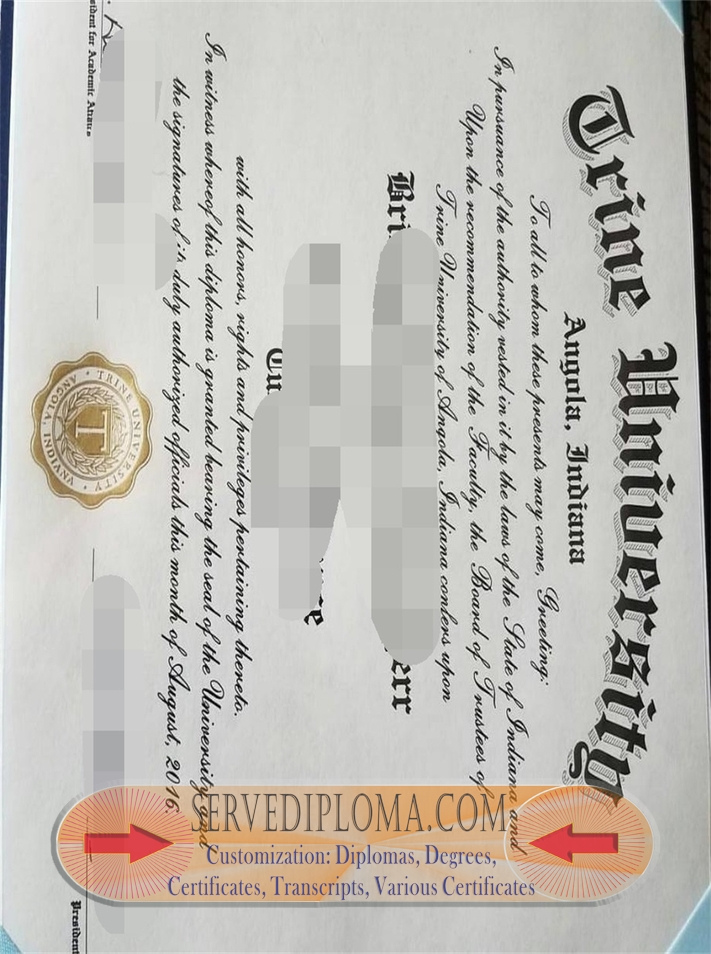 Trine University
Angola, Indiana
To all to whom these presents may come, Greeting:
In pursuance of the authority vested in it by the laws of the State of Indiana and
Upon the recommendation of the Faculty, the Board of Trustees of
Trine University of Angola, Indiana confers upon
Bri err
with all honors, rights and privileges pertaining thereto.
In witness whereof this diploma is granted bearing the seal of the University and
the signatures of its duly authorized officials this month of August, 2016.
TRINE UNIVERSITY
T
ANGOLA, INDIANA
President
SERVEDIPLOMA.COM
Customization: Diplomas, Degrees,
Certificates, Transcripts, Various Certificates